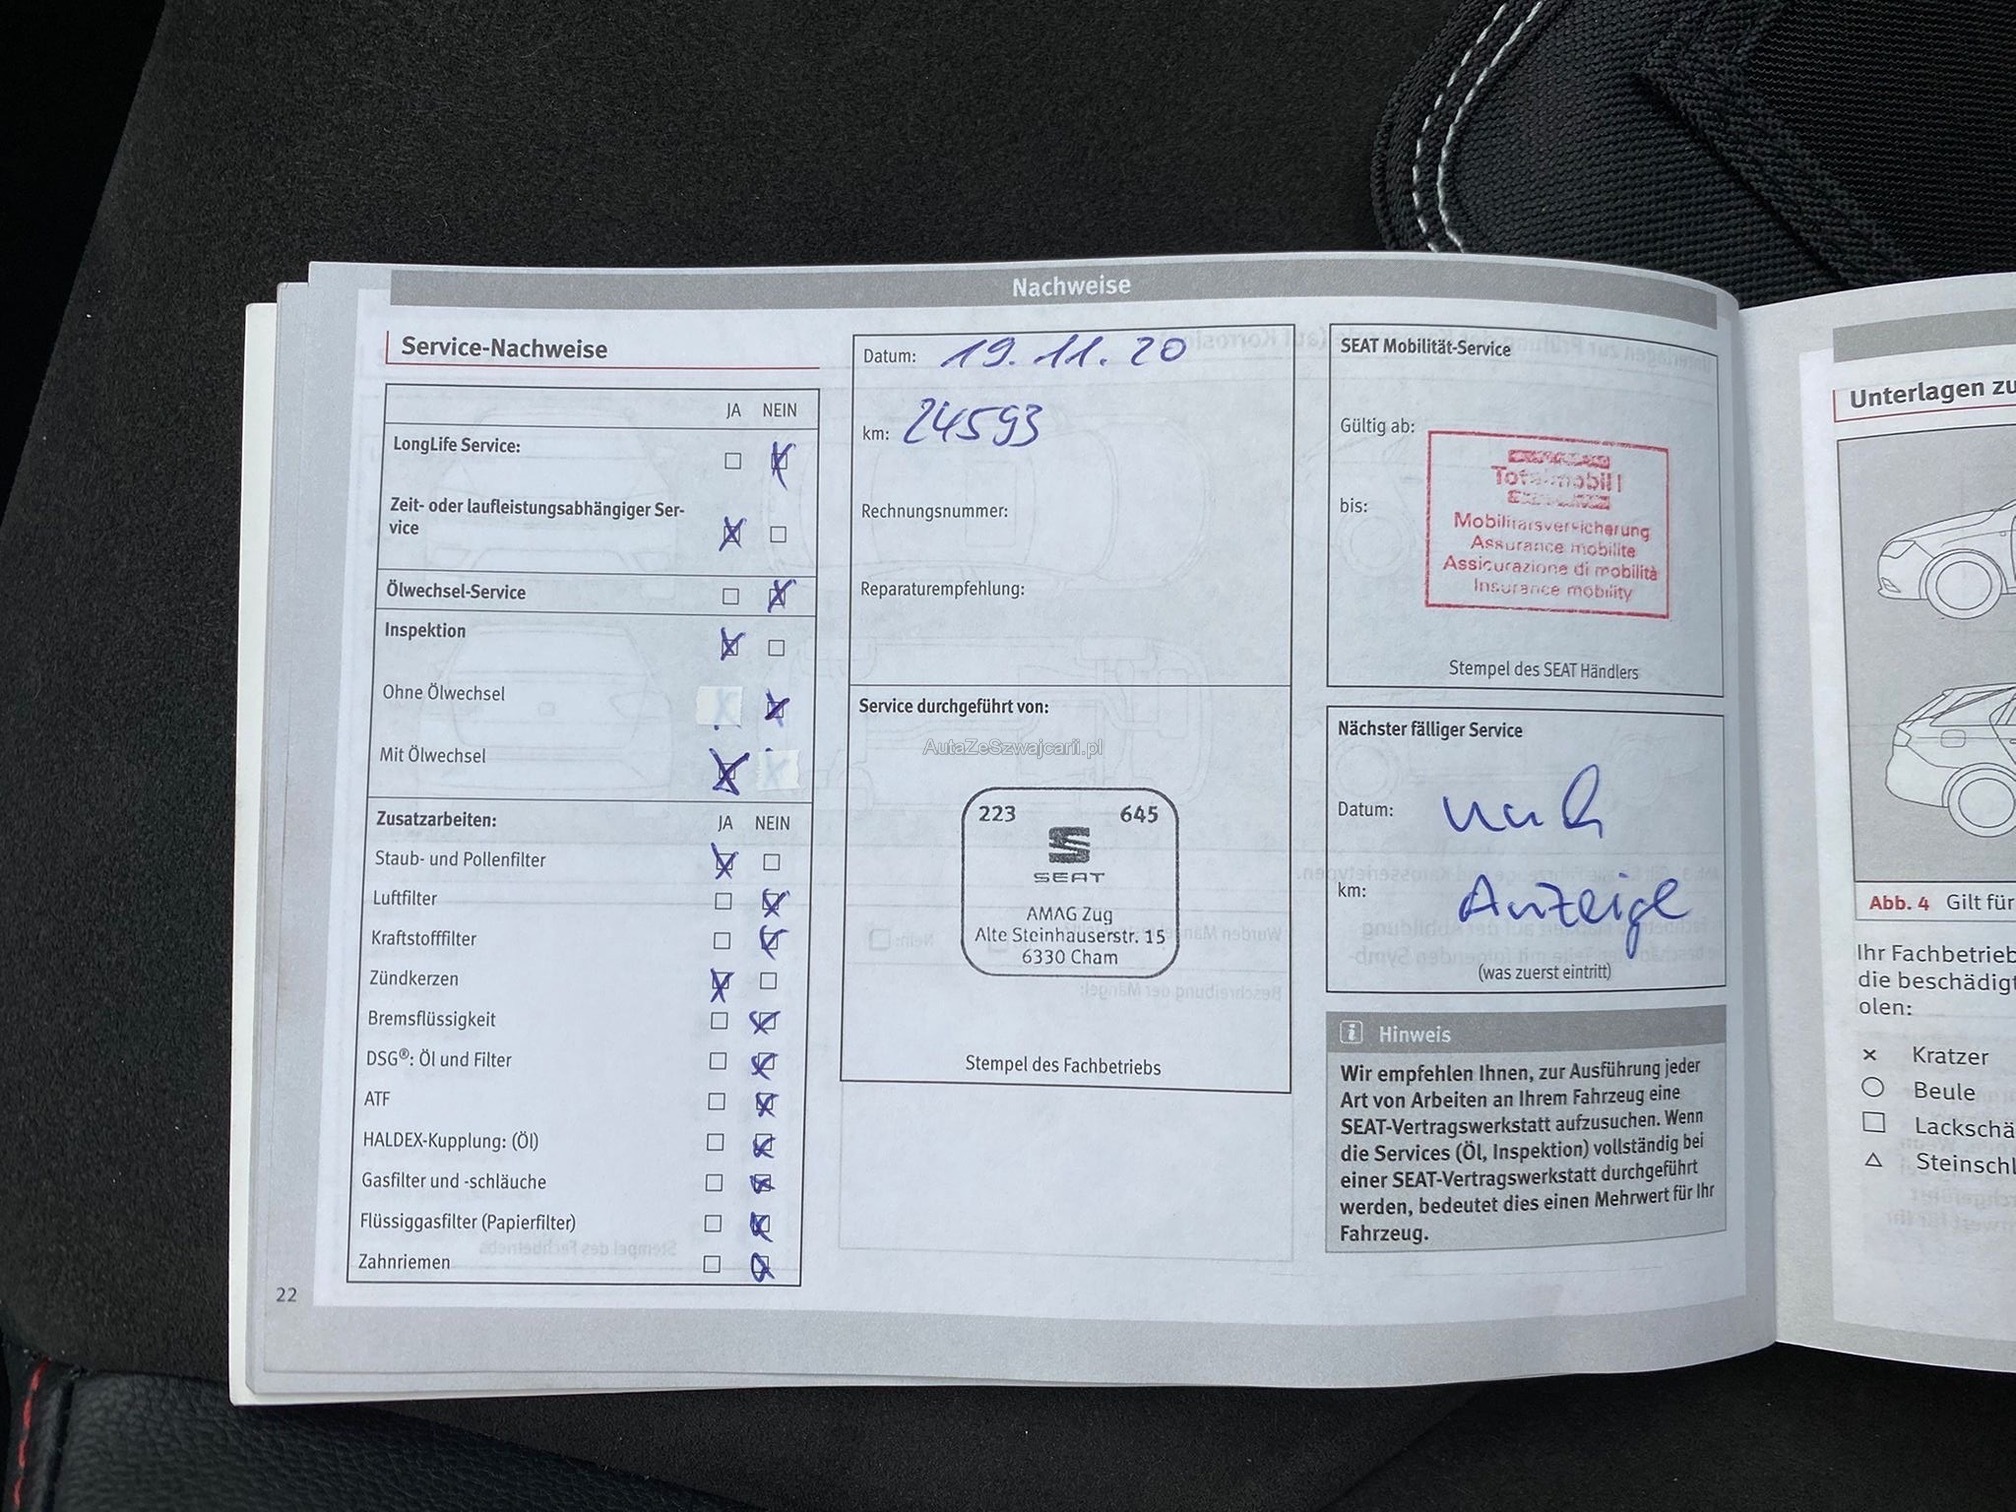 Nachweise
Service-Nachweise
JA NEIN
LongLife Service:
Zeit- oder laufleistungsabhängiger Ser-
vice
Ölwechsel-Service
Inspektion
Ohne Ölwechsel
Mit Ölwechsel
Zusatzarbeiten: JA NEIN
Staub- und Pollenfilter
Luftfilter
Kraftstofffilter
Zündkerzen
Bremsflüssigkeit
DSG®: Öl und Filter
ATF
HALDEX-Kupplung: (Öl)
Gasfilter und -schläuche
Flüssiggasfilter (Papierfilter)
Zahnriemen
22
Datum: 19.11.20
km: 24593
Rechnungsnummer:
Reparaturempfehlung:
Service durchgeführt von:
AutaZeSzwajcarii.pl
223 645
SEAT
AMAG Zug
Alte Steinhauserstr. 15
6330 Cham
Stempel des Fachbetriebs
SEAT Mobilität-Service
Gültig ab:
bis:
Mobilitätsversicherung
Assurance mobilite
Assicurazione di mobilità
Insurance mobility
Stempel des SEAT Händlers
Nächster fälliger Service
Datum: nach
km: Anzeige
(was zuerst eintritt)
i Hinweis
Wir empfehlen Ihnen, zur Ausführung jeder
Art von Arbeiten an Ihrem Fahrzeug eine
SEAT-Vertragswerkstatt aufzusuchen. Wenn
die Services (Öl, Inspektion) vollständig bei
einer SEAT-Vertragswerkstatt durchgeführt
werden, bedeutet dies einen Mehrwert für Ihr
Fahrzeug.
Unterlagen zu
Abb. 4 Gilt für
Ihr Fachbetrieb
die beschädigt
olen:
Kratzer
Beule
Lackschä
Steinschl